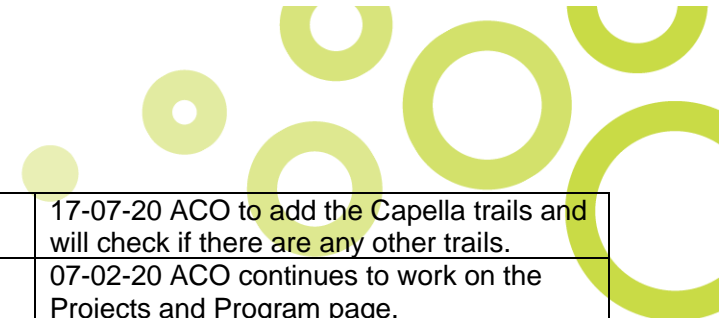 17-07-20 ACO to add the Capella trails and
will check if there are any other trails.
07-02-20 ACO continues to work on the
Projects and Program page.